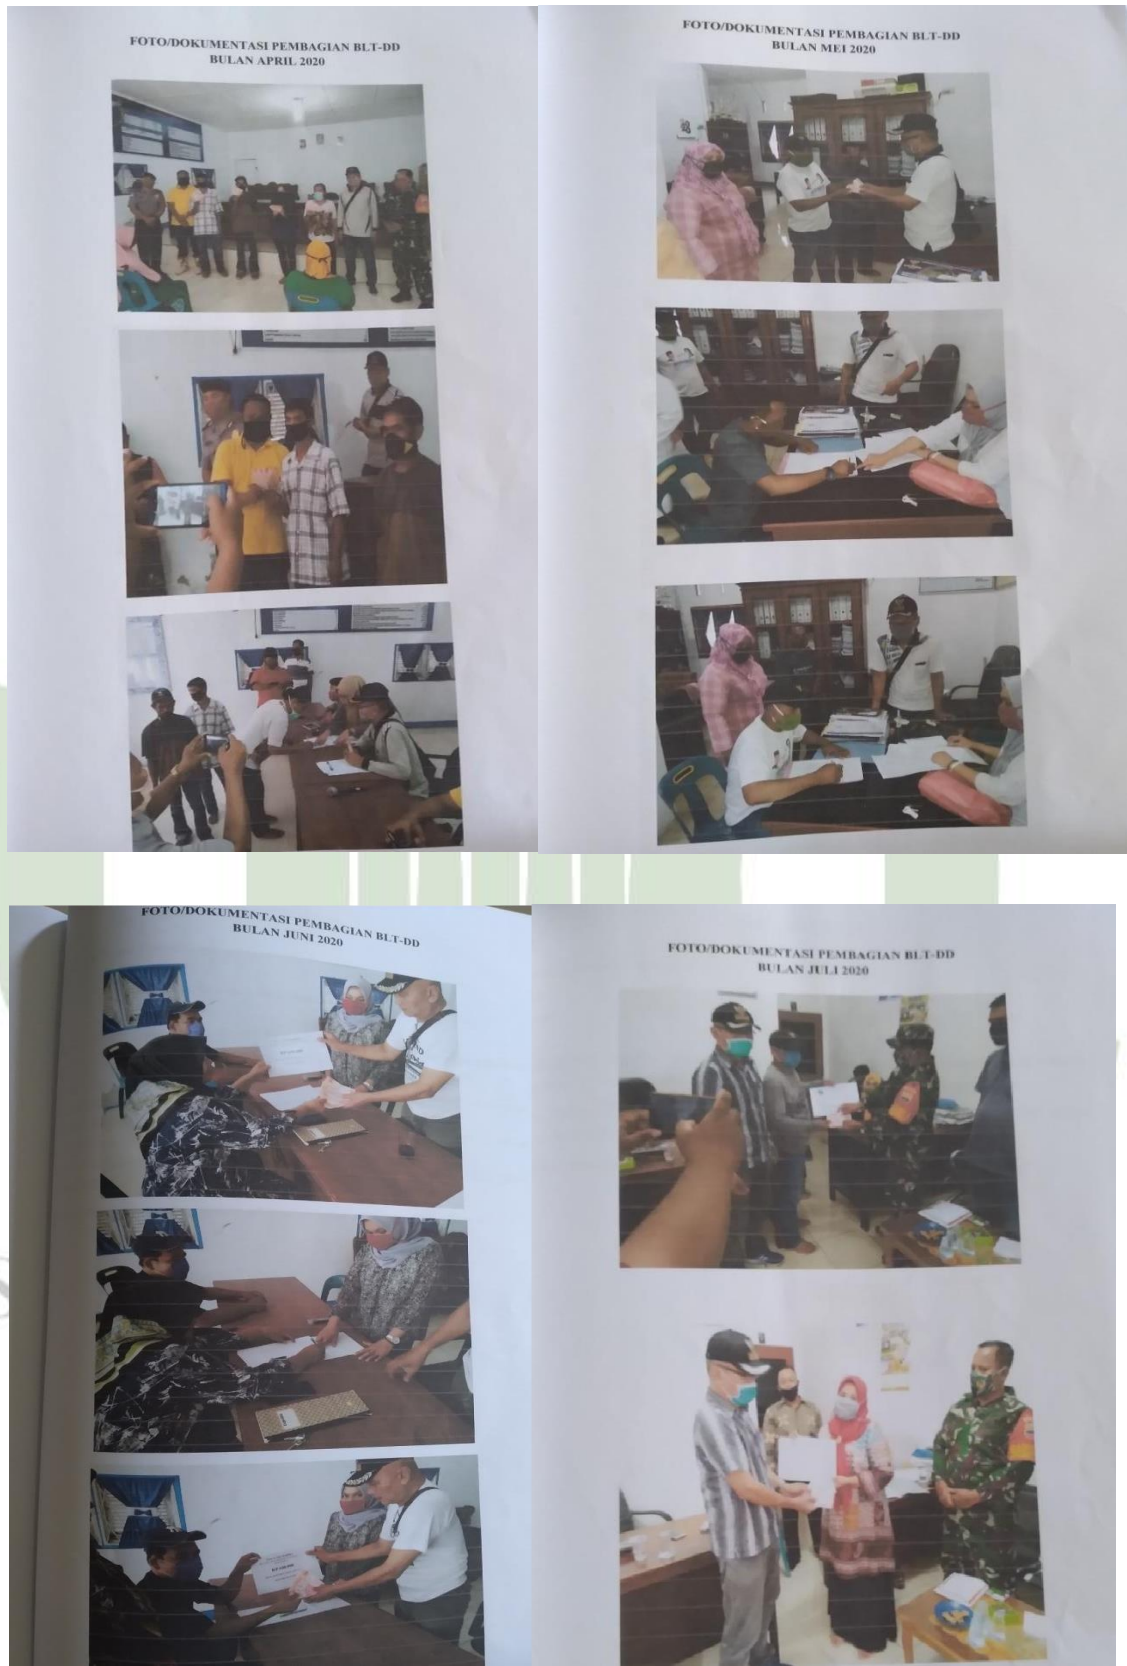 FOTO/DOKUMENTASI PEMBAGIAN BLT-DD
BULAN APRIL 2020
FOTO/DOKUMENTASI PEMBAGIAN BLT-DD
BULAN MEI 2020
FOTO/DOKUMENTASI PEMBAGIAN BLT-DD
BULAN JUNI 2020
FOTO/DOKUMENTASI PEMBAGIAN BLT-DD
BULAN JULI 2020